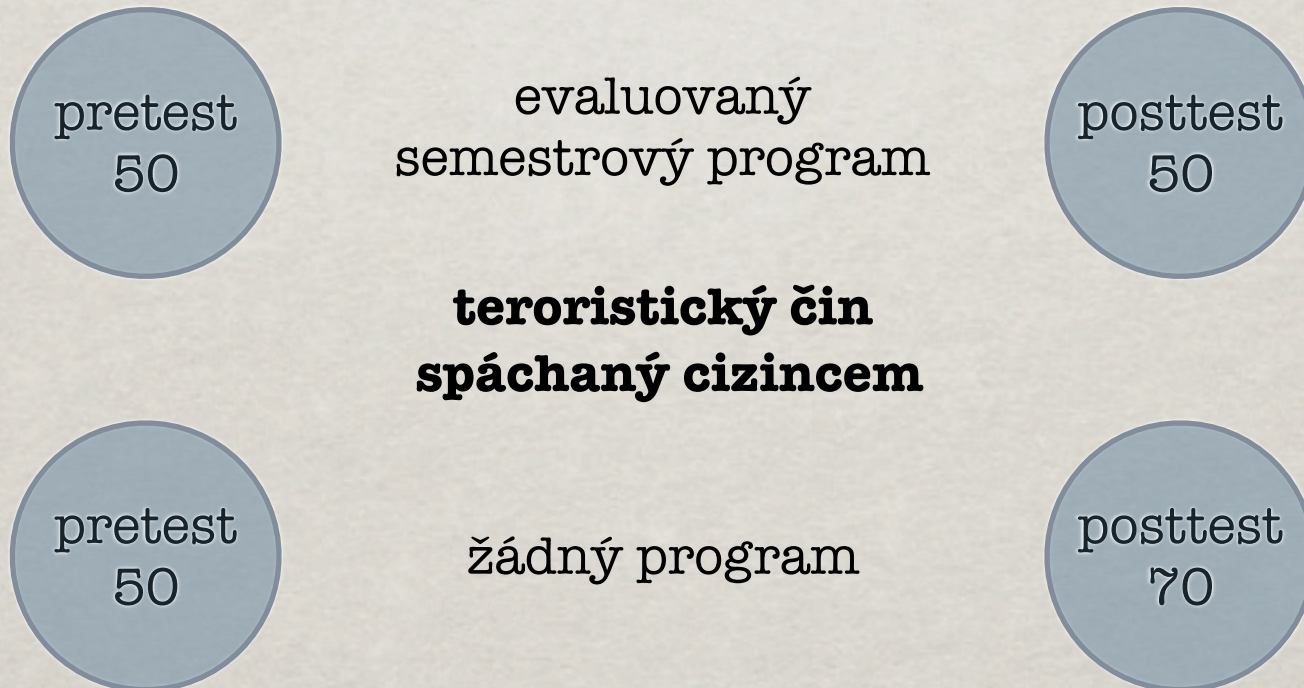 pretest
50
evaluovaný
semestrový program
posttest
50
teroristický čin
spáchaný cizincem
pretest
50
žádný program
posttest
70